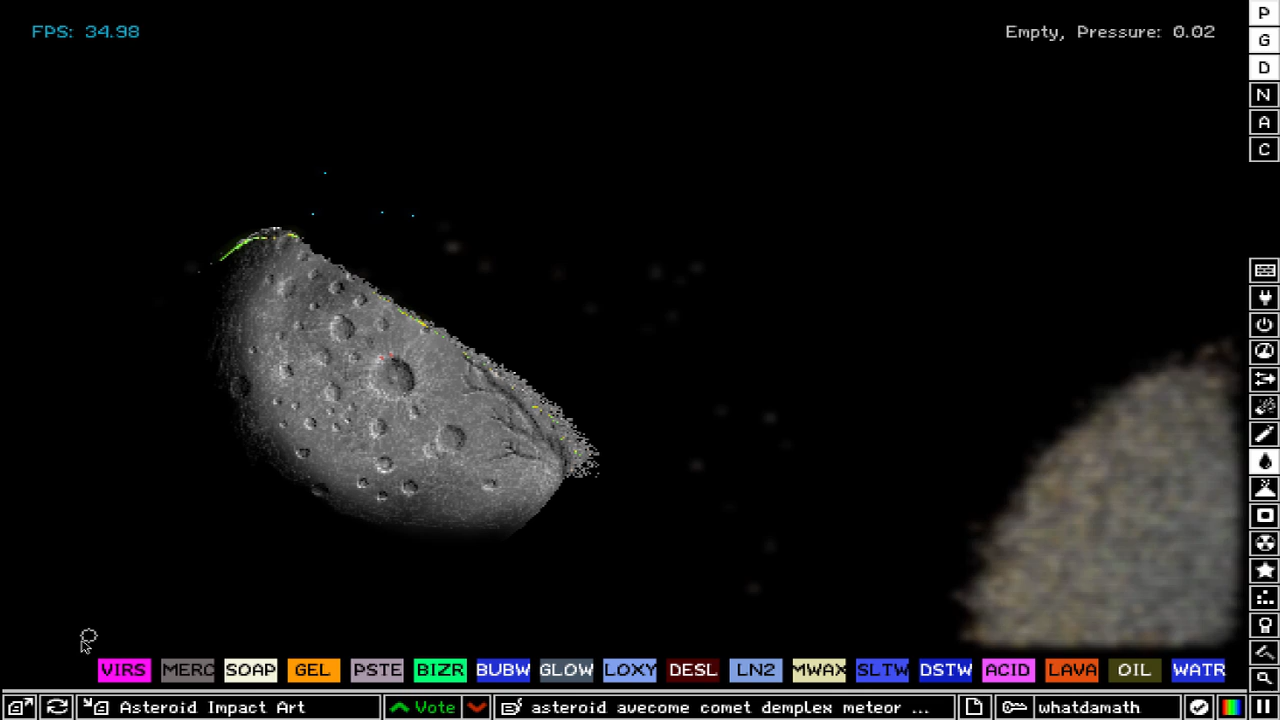 FPS: 34.98
Empty, Pressure: 0.02
P
G
D
N
A
C
VIRS MERC SOAP GEL PSTE BIZR BUBW GLOW LOXY DESL LN2 MWAX SLTW DSTW ACID LAVA OIL WATR
Asteroid Impact Art Vote asteroid avecome comet demplex meteor ... whatdamath